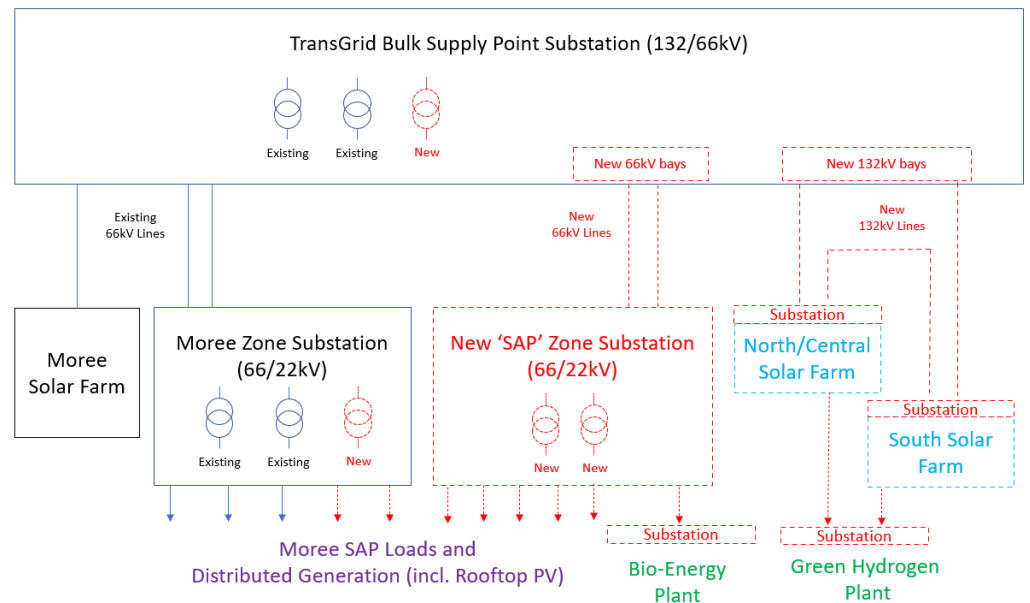 TransGrid Bulk Supply Point Substation (132/66kV)
Existing
Existing
New
New 66kV bays
New 132kV bays
Existing
66kV Lines
New
66kV Lines
New
132kV Lines
Moree
Solar Farm
Moree Zone Substation
(66/22kV)
Existing
Existing
New
New ‘SAP’ Zone Substation
(66/22kV)
New
New
Substation
North/Central
Solar Farm
Substation
South Solar
Farm
Moree SAP Loads and
Distributed Generation (incl. Rooftop PV)
Substation
Bio-Energy
Plant
Substation
Green Hydrogen
Plant